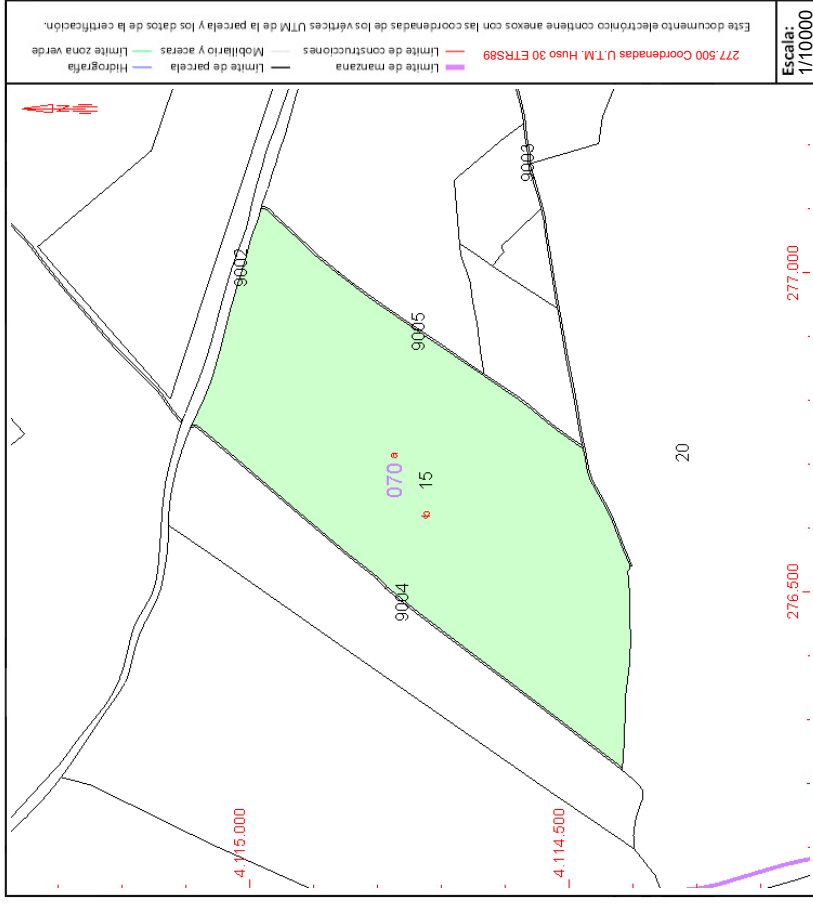 Este documento electrónico contiene anexos con las coordenadas de los vértices UTM de la parcela y los datos de la certificación.
277.500 Coordenadas U.T.M. Huso 30 ETRS89
Límite de manzana
Límite de construcciones
Límite de parcela
Mobiliario y aceras
Hidrografía
Límite zona verde
Escala:
1/10000
N
9002
9003
9005
070
a
15
b
9004
20
277.000
276.500
4.115.000
4.114.500